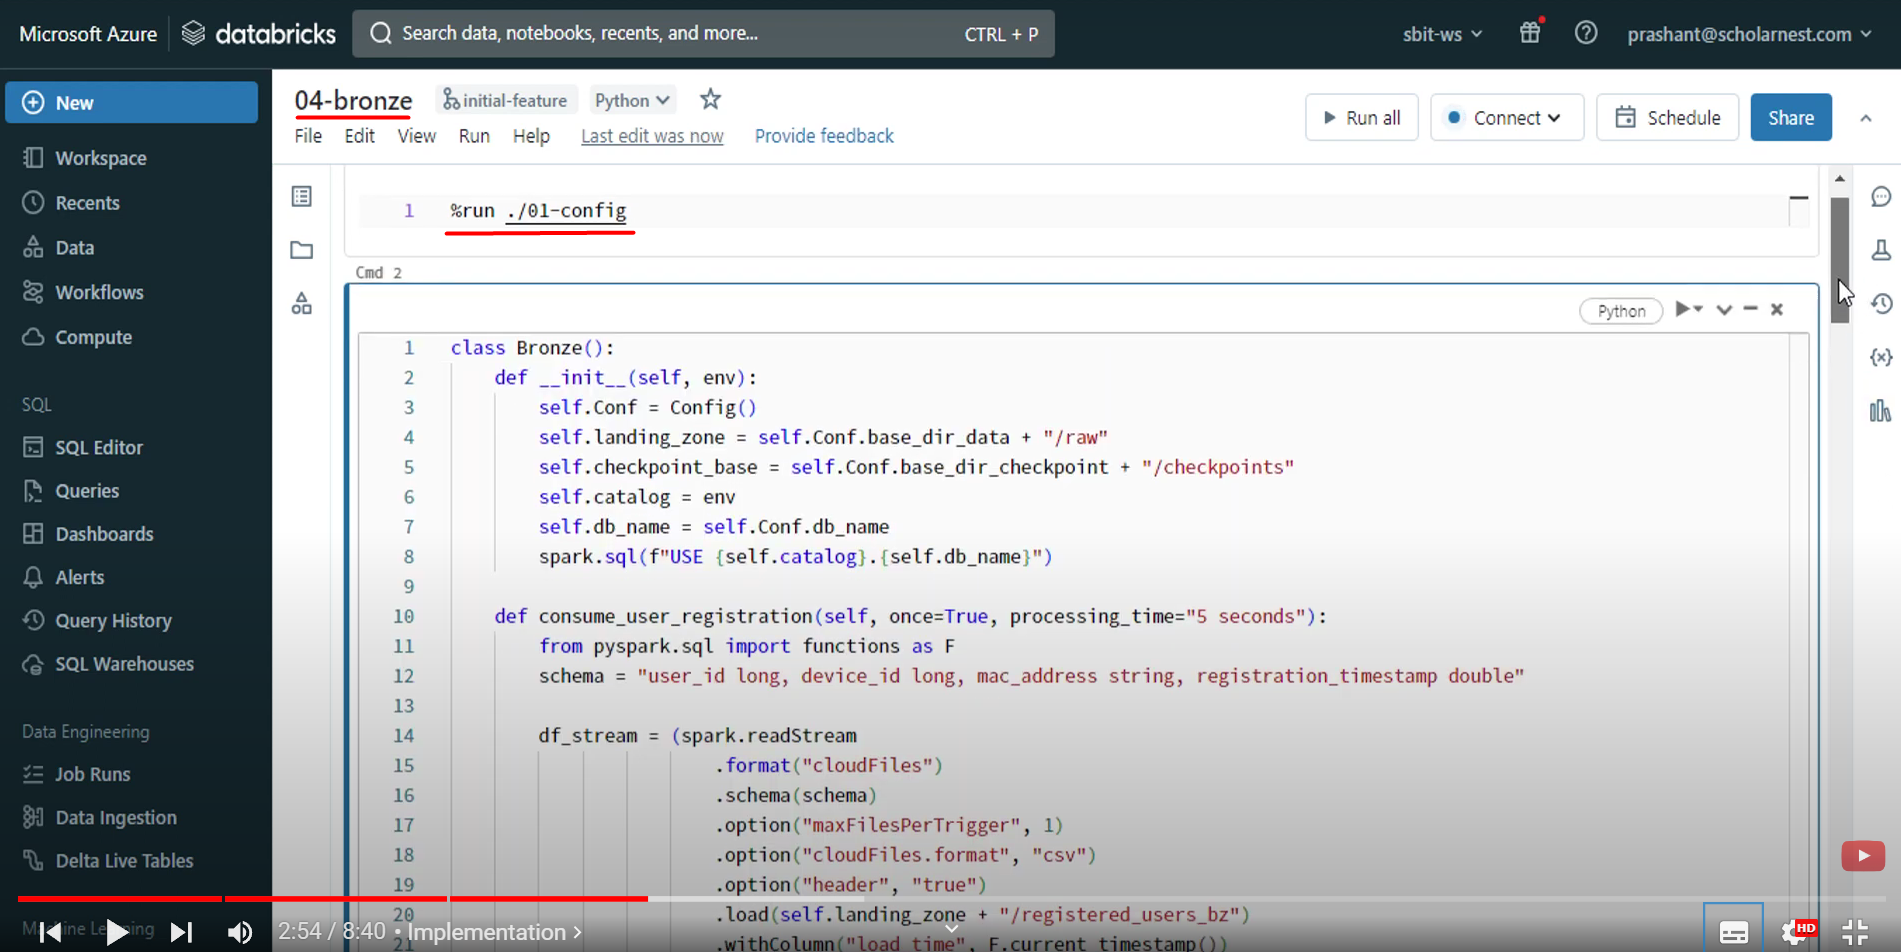 Microsoft Azure databricks Search data, notebooks, recents, and more... CTRL + P sbit-ws prashant@scholarnest.com
New
Workspace
Recents
Data
Workflows
Compute
SQL
SQL Editor
Queries
Dashboards
Alerts
Query History
SQL Warehouses
Data Engineering
Job Runs
Data Ingestion
Delta Live Tables
Machine Learning
04-bronze initial-feature Python
Run all Connect Schedule Share
File Edit View Run Help Last edit was now Provide feedback
1 %run ./01-config
Cmd 2
Python
1 class Bronze():
2 def __init__(self, env):
3 self.Conf = Config()
4 self.landing_zone = self.Conf.base_dir_data + "/raw"
5 self.checkpoint_base = self.Conf.base_dir_checkpoint + "/checkpoints"
6 self.catalog = env
7 self.db_name = self.Conf.db_name
8 spark.sql(f"USE {self.catalog}.{self.db_name}")
9
10 def consume_user_registration(self, once=True, processing_time="5 seconds"):
11 from pyspark.sql import functions as F
12 schema = "user_id long, device_id long, mac_address string, registration_timestamp double"
13
14 df_stream = (spark.readStream
15 .format("cloudFiles")
16 .schema(schema)
17 .option("maxFilesPerTrigger", 1)
18 .option("cloudFiles.format", "csv")
19 .option("header", "true")
20 .load(self.landing_zone + "/registered_users_bz")
21 .withColumn("load_time", F.current_timestamp())
2:54 / 8:40 • Implementation
HD